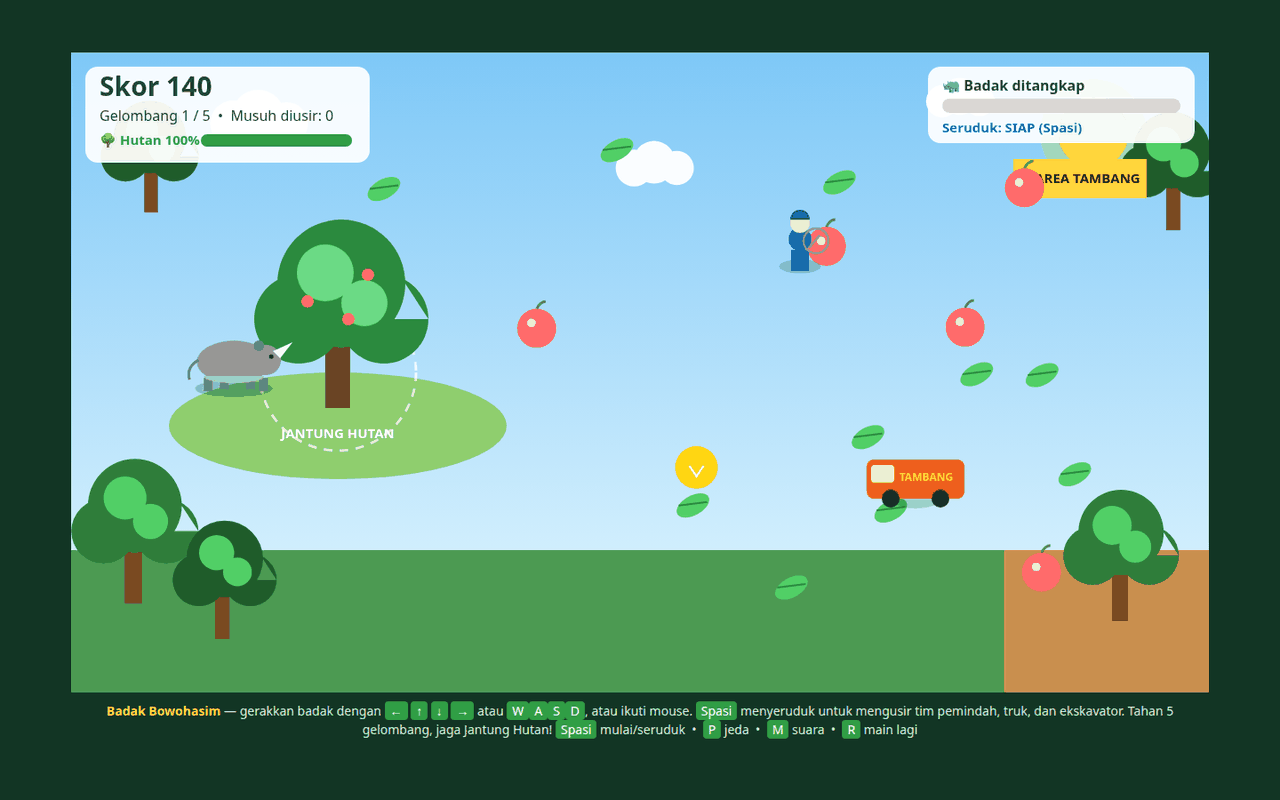 Skor 140
Gelombang 1 / 5 • Musuh diusir: 0
🌳 Hutan 100%
🦏 Badak ditangkap
Seruduk: SIAP (Spasi)
AREA TAMBANG
JANTUNG HUTAN
TAMBANG
Badak Bowohasim — gerakkan badak dengan ← ↑ ↓ → atau W A S D, atau ikuti mouse. Spasi menyeruduk untuk mengusir tim pemindah, truk, dan ekskavator. Tahan 5
gelombang, jaga Jantung Hutan! Spasi mulai/seruduk • P jeda • M suara • R main lagi